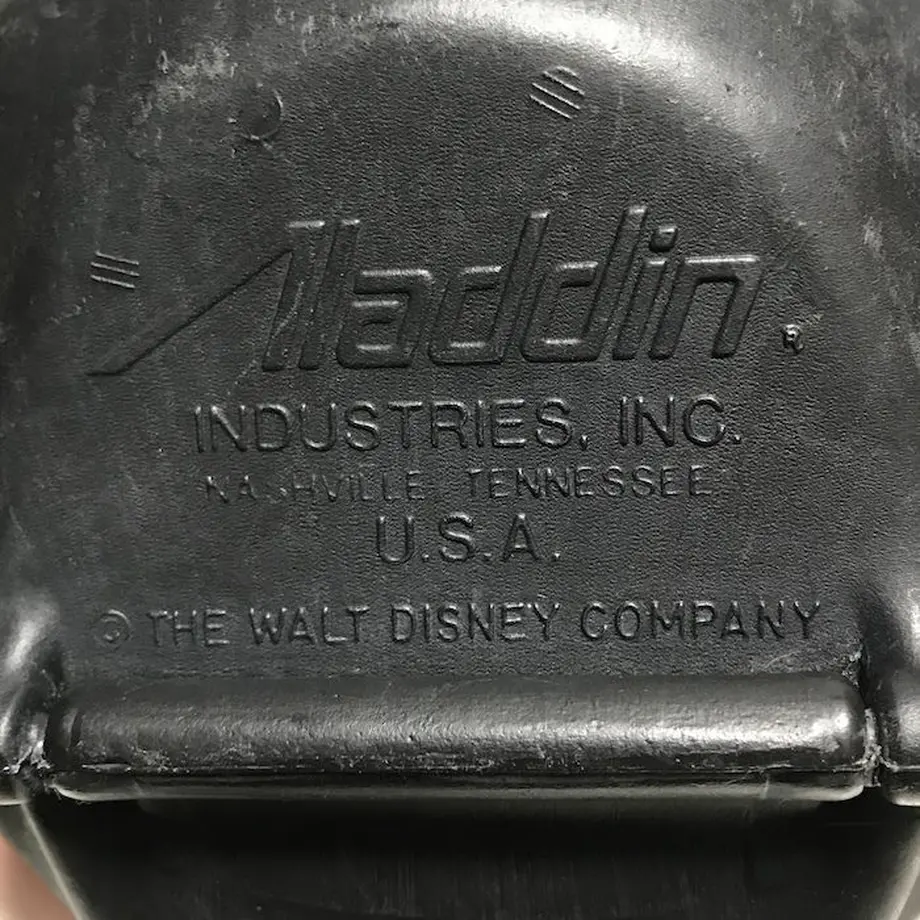 Aladdin®
INDUSTRIES, INC.
NASHVILLE TENNESSEE
U.S.A.
© THE WALT DISNEY COMPANY